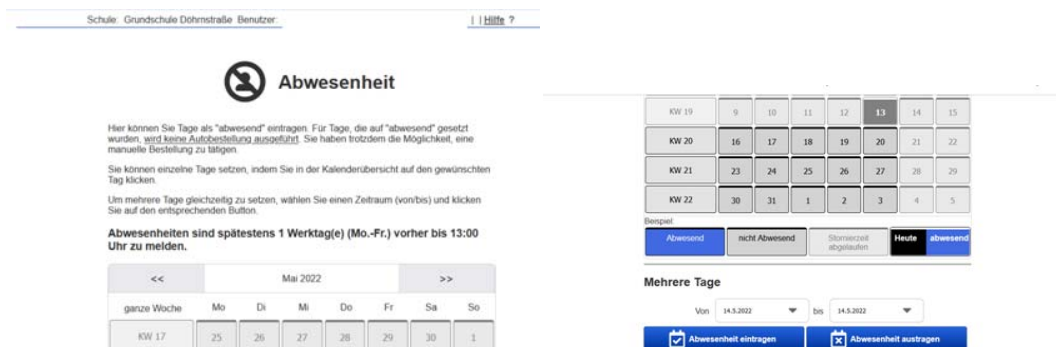 Schule: Grundschule Döhrnstraße Benutzer:
| | Hilfe ?
Abwesenheit
Hier können Sie Tage als "abwesend" eintragen. Für Tage, die auf "abwesend" gesetzt
wurden, wird keine Autobestellung ausgeführt. Sie haben trotzdem die Möglichkeit, eine
manuelle Bestellung zu tätigen.
Sie können einzelne Tage setzen, indem Sie in der Kalenderübersicht auf den gewünschten
Tag klicken.
Um mehrere Tage gleichzeitig zu setzen, wählen Sie einen Zeitraum (von/bis) und klicken
Sie auf den entsprechenden Button.
Abwesenheiten sind spätestens 1 Werktag(e) (Mo.-Fr.) vorher bis 13:00
Uhr zu melden.
<< Mai 2022 >>
ganze Woche Mo Di Mi Do Fr Sa So
KW 17 25 26 27 28 29 30 1
KW 19 9 10 11 12 13 14 15
KW 20 16 17 18 19 20 21 22
KW 21 23 24 25 26 27 28 29
KW 22 30 31 1 2 3 4 5
Beispiel:
Abwesend nicht Abwesend Stornierzeit abgelaufen Heute abwesend
Mehrere Tage
Von 14.5.2022 bis 14.5.2022
Abwesenheit eintragen Abwesenheit austragen